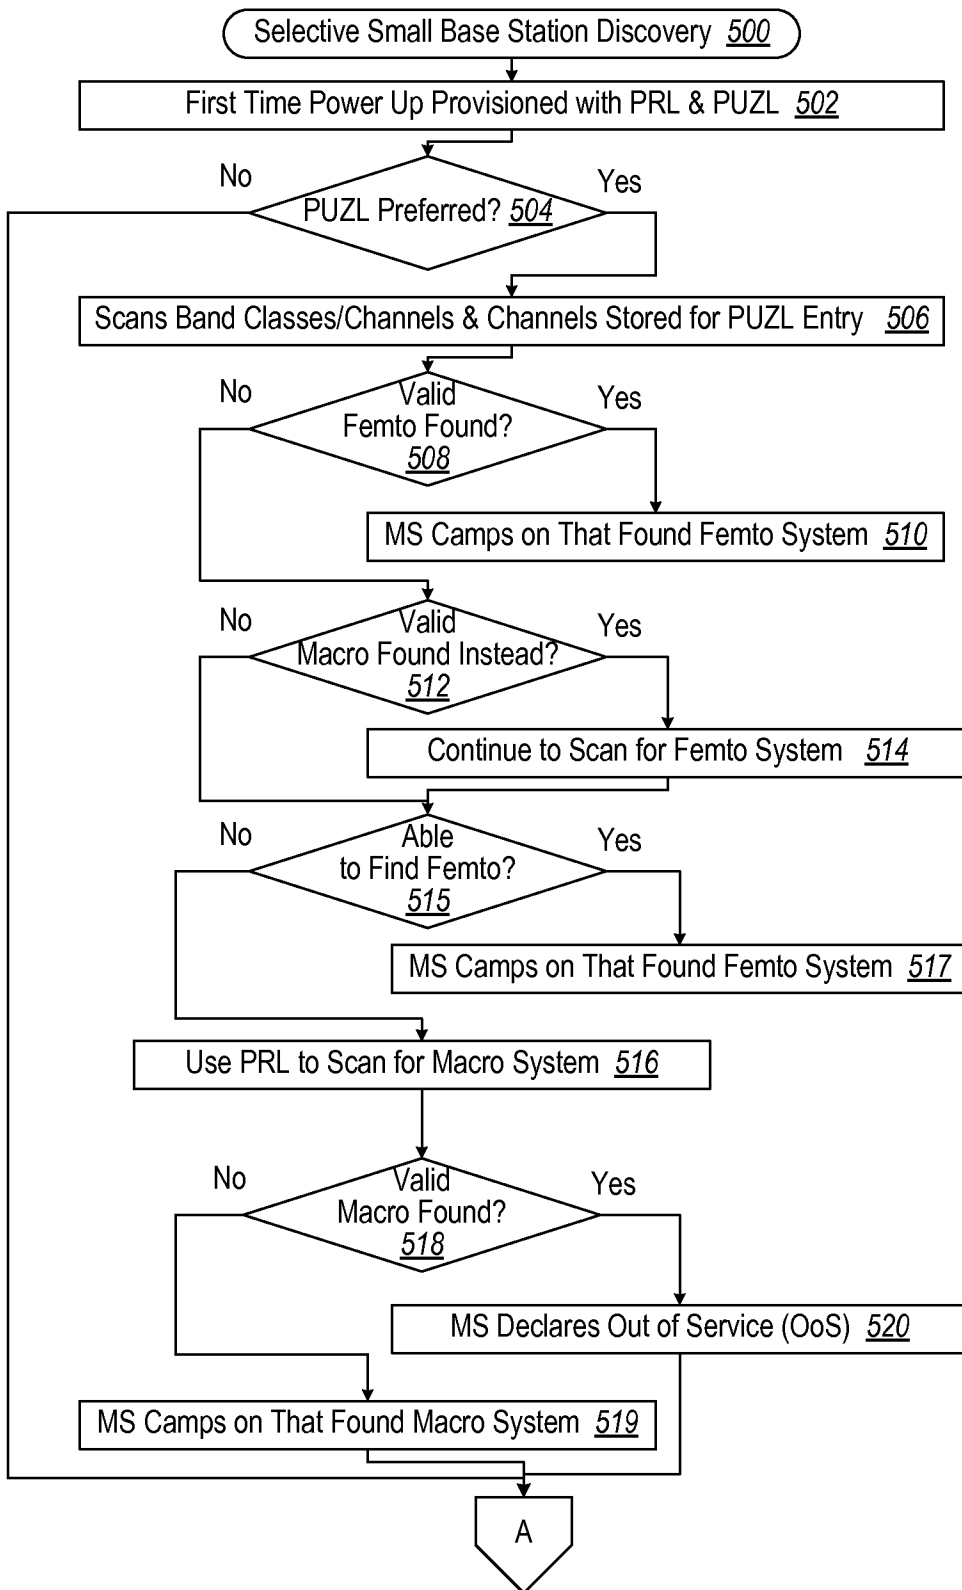 Selective Small Base Station Discovery 500
First Time Power Up Provisioned with PRL & PUZL 502
No
Yes
PUZL Preferred? 504
Scans Band Classes/Channels & Channels Stored for PUZL Entry 506
No
Yes
Valid
Femto Found?
508
MS Camps on That Found Femto System 510
No
Yes
Valid
Macro Found Instead?
512
Continue to Scan for Femto System 514
No
Yes
Able
to Find Femto?
515
MS Camps on That Found Femto System 517
Use PRL to Scan for Macro System 516
No
Yes
Valid
Macro Found?
518
MS Declares Out of Service (OoS) 520
MS Camps on That Found Macro System 519
A